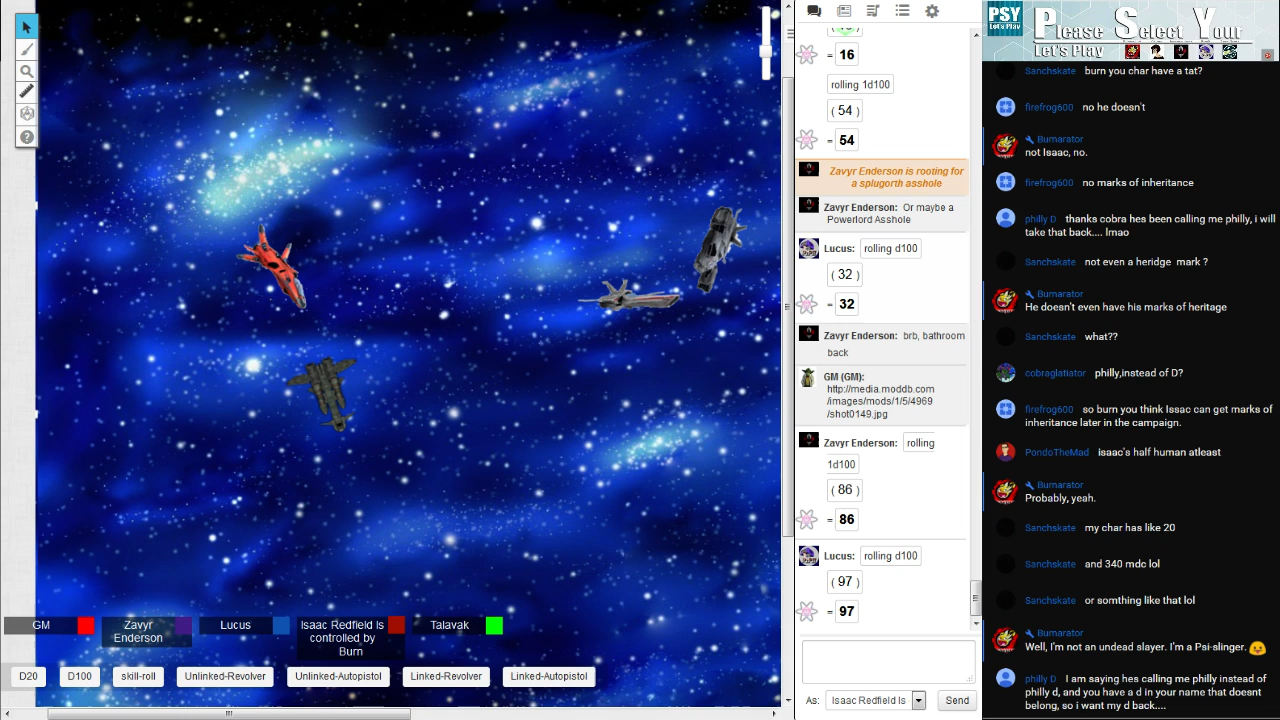 = 16
rolling 1d100
( 54 )
= 54
Zavyr Enderson is rooting for
a splugorth asshole
Zavyr Enderson: Or maybe a
Powerlord Asshole
Lucus: rolling d100
( 32 )
= 32
Zavyr Enderson: brb, bathroom
back
GM (GM):
http://media.moddb.com
/images/mods/1/5/4969
/shot0149.jpg
Zavyr Enderson: rolling
1d100
( 86 )
= 86
Lucus: rolling d100
( 97 )
= 97
As: Isaac Redfield Is Send
GM
Zavyr
Enderson
Lucus
Isaac Redfield Is
controlled by
Burn
Talavak
D20 D100 skill-roll Unlinked-Revolver Unlinked-Autopistol Linked-Revolver Linked-Autopistol
PSY
Let's Play
Please Select Your
Let's Play
Sanchskate burn you char have a tat?
firefrog600 no he doesn't
Burnarator
not Isaac, no.
firefrog600 no marks of inheritance
philly D thanks cobra hes been calling me philly, i will
take that back.... lmao
Sanchskate not even a heridge mark ?
Burnarator
He doesn't even have his marks of heritage
Sanchskate what??
cobraglatiator philly,instead of D?
firefrog600 so burn you think Issac can get marks of
inheritance later in the campaign.
PondoTheMad isaac's half human atleast
Burnarator
Probably, yeah.
Sanchskate my char has like 20
Sanchskate and 340 mdc lol
Sanchskate or somthing like that lol
Burnarator
Well, I'm not an undead slayer. I'm a Psi-slinger.
philly D I am saying hes calling me philly instead of
philly d, and you have a d in your name that doesnt
belong, so i want my d back....